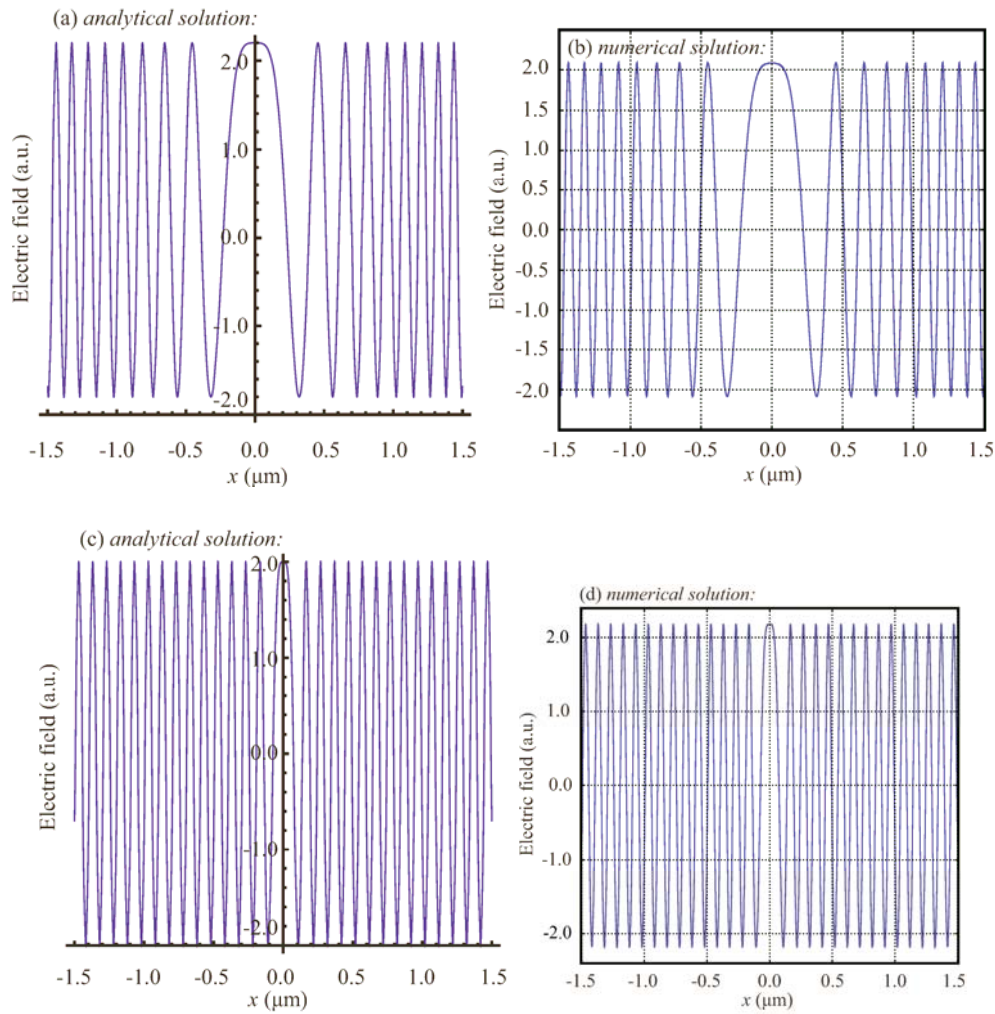 (a) analytical solution:
2.0
1.0
0.0
-1.0
-2.0
Electric field (a.u.)
-1.5 -1.0 -0.5 0.0 0.5 1.0 1.5
x (μm)
(b) numerical solution:
2.0
1.5
1.0
0.5
0.0
-0.5
-1.0
-1.5
-2.0
Electric field (a.u.)
-1.5 -1.0 -0.5 0.0 0.5 1.0 1.5
x (μm)
(c) analytical solution:
2.0
1.0
0.0
-1.0
-2.0
Electric field (a.u.)
-1.5 -1.0 -0.5 0.0 0.5 1.0 1.5
x (μm)
(d) numerical solution:
2.0
1.0
0.0
-1.0
-2.0
Electric field (a.u.)
-1.5 -1.0 -0.5 0.0 0.5 1.0 1.5
x (μm)